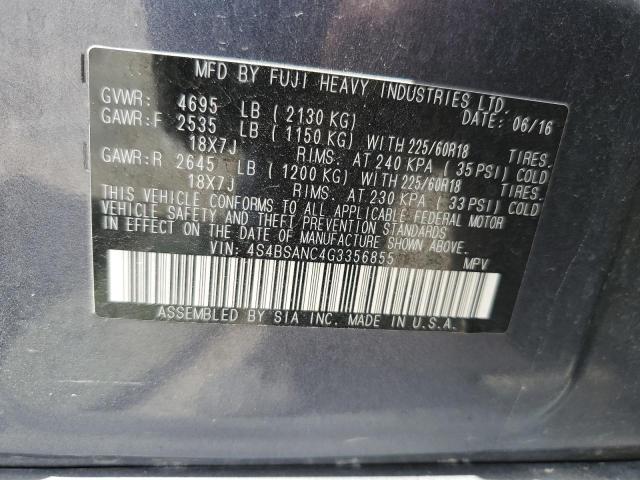 MFD BY FUJI HEAVY INDUSTRIES LTD.
GVWR: 4695 LB ( 2130 KG) DATE: 06/16
GAWR:F 2535 LB ( 1150 KG) WITH 225/60R18 TIRES.
18X7J RIMS. AT 240 KPA ( 35 PSI) COLD
GAWR:R 2645 LB ( 1200 KG) WITH 225/60R18 TIRES.
18X7J RIMS. AT 230 KPA ( 33 PSI) COLD
THIS VEHICLE CONFORMS TO ALL APPLICABLE FEDERAL MOTOR
VEHICLE SAFETY AND THEFT PREVENTION STANDARDS
IN EFFECT ON THE DATE OF MANUFACTURE SHOWN ABOVE.
VIN: 4S4BSANC4G3356855 MPV
ASSEMBLED BY SIA INC. MADE IN U.S.A.